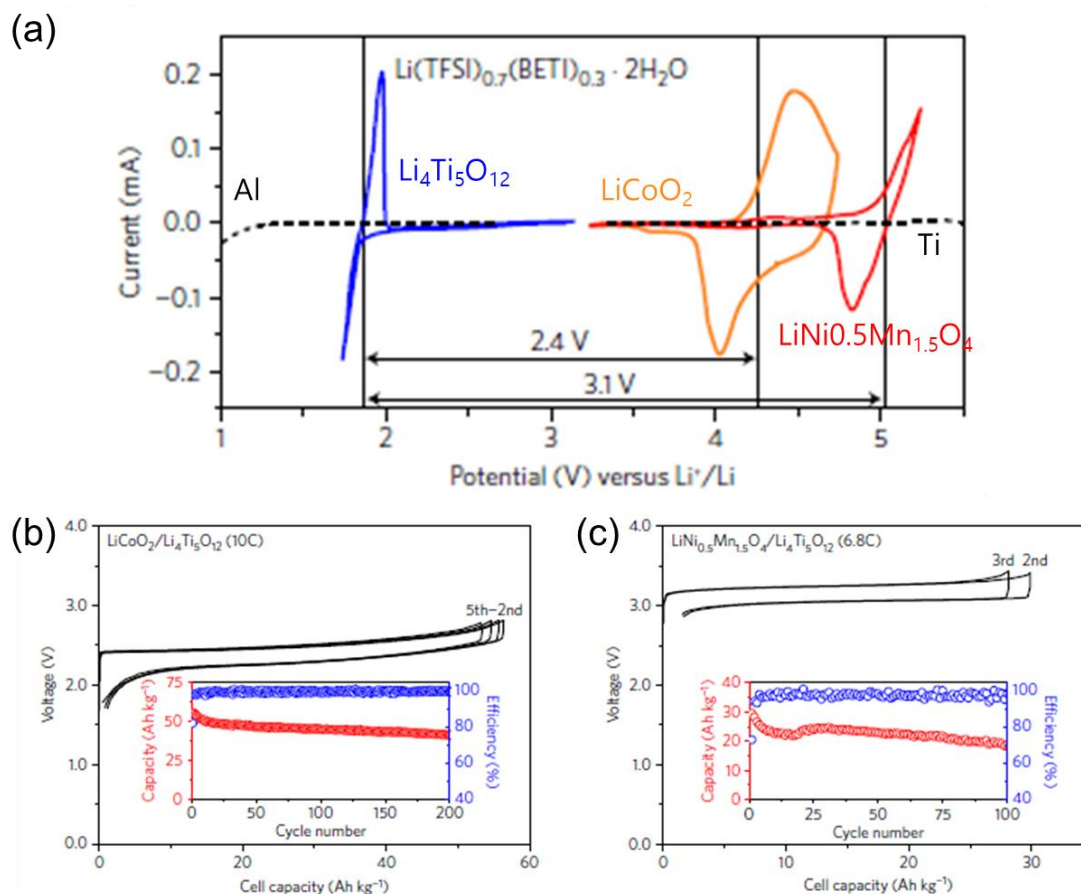 (a)
Li(TFSI)₀.₇(BETI)₀.₃ · 2H₂O
0.2
0.1
0.0
−0.1
−0.2
Current (mA)
Al
Li₄Ti₅O₁₂
LiCoO₂
Ti
LiNi0.5Mn₁.₅O₄
2.4 V
3.1 V
1 2 3 4 5
Potential (V) versus Li⁺/Li
(b)
LiCoO₂/Li₄Ti₅O₁₂ (10C)
4.0
3.0
2.0
1.0
0.0
Voltage (V)
5th–2nd
75
50
25
0
Capacity (Ah kg⁻¹)
100
80
60
40
Efficiency (%)
0 50 100 150 200
Cycle number
0 20 40 60
Cell capacity (Ah kg⁻¹)
(c)
LiNi₀.₅Mn₁.₅O₄/Li₄Ti₅O₁₂ (6.8C)
4.0
3.0
2.0
1.0
0.0
Voltage (V)
3rd 2nd
40
30
20
10
0
Capacity (Ah kg⁻¹)
100
80
60
40
Efficiency (%)
0 25 50 75 100
Cycle number
0 10 20 30
Cell capacity (Ah kg⁻¹)